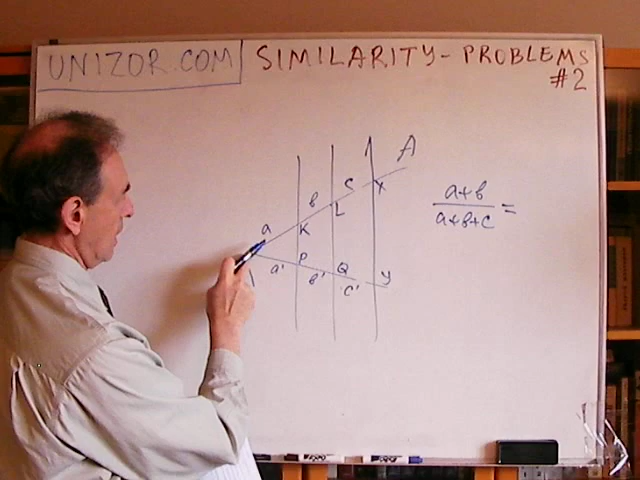 UNIZOR.COM
SIMILARITY - PROBLEMS
#2
A
a b c
K L X
a+b
a+b+c
=
P Q Y
a' b' c'